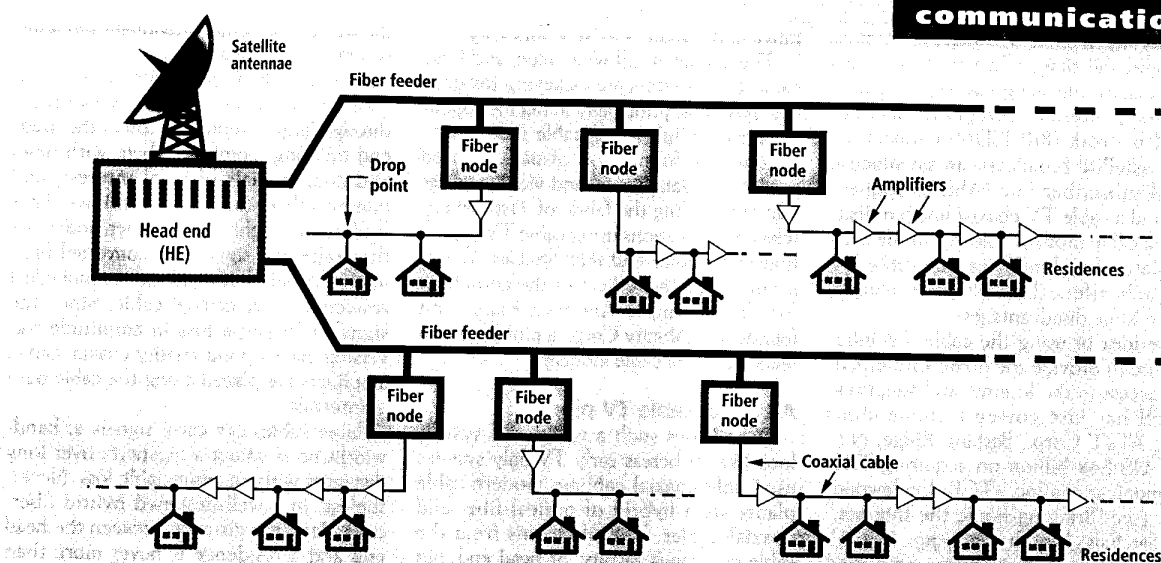 communicatio
Satellite
antennae
Fiber feeder
Fiber
node
Fiber
node
Fiber
node
Drop
point
Amplifiers
Head end
(HE)
Residences
Fiber feeder
Fiber
node
Fiber
node
Fiber
node
Coaxial cable
Residences